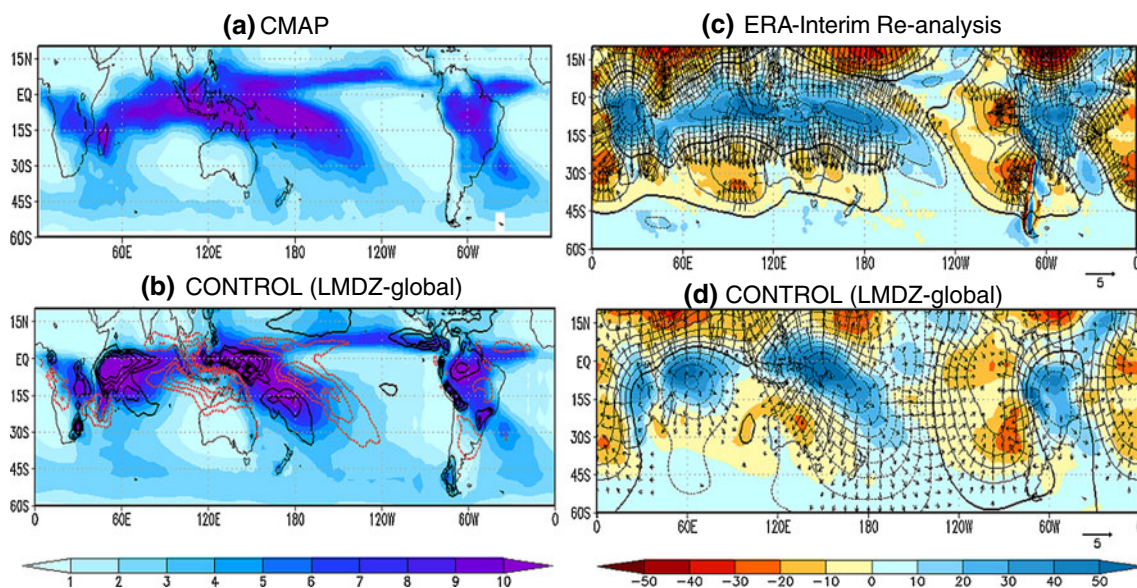 (a) CMAP
15N
EQ
15S
30S
45S
60S
60E 120E 180 120W 60W
(c) ERA-Interim Re-analysis
15N
EQ
15S
30S
45S
60S
0 60E 120E 180 120W 60W 0
5
(b) CONTROL (LMDZ-global)
15N
EQ
15S
30S
45S
60S
0 60E 120E 180 120W 60W 0
(d) CONTROL (LMDZ-global)
15N
EQ
15S
30S
45S
60S
0 60E 120E 180 120W 60W 0
5
1 2 3 4 5 6 7 8 9 10
−50 −40 −30 −20 −10 0 10 20 30 40 50